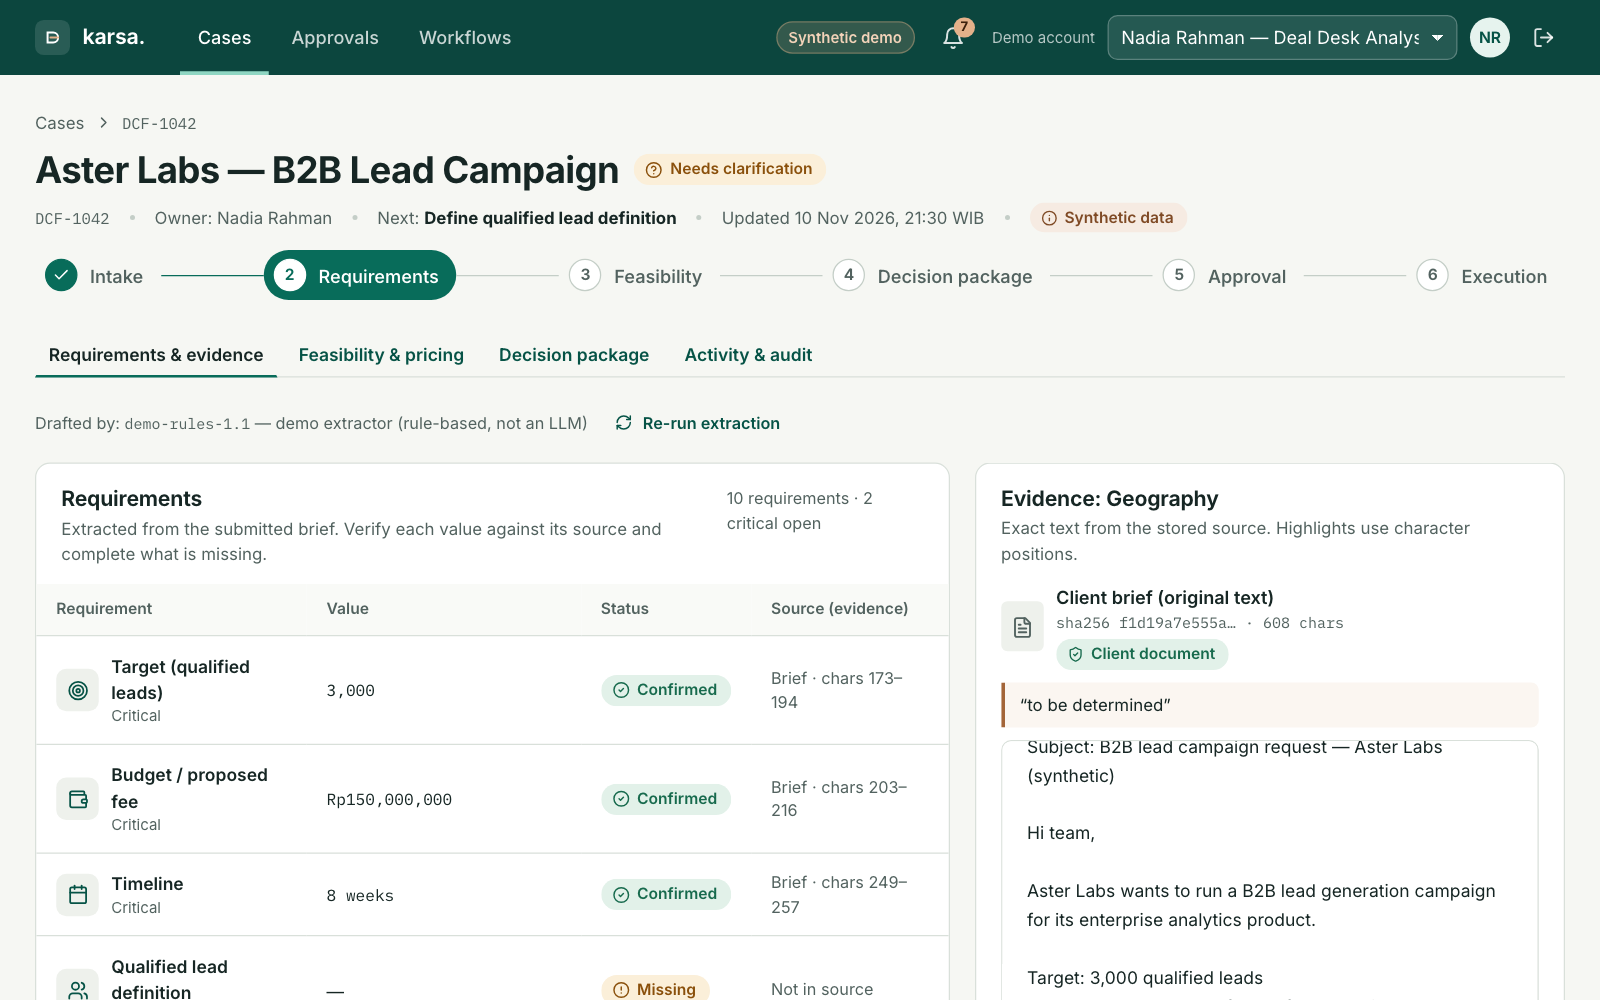 karsa.
Cases
Approvals
Workflows
Synthetic demo
7
Demo account
Nadia Rahman — Deal Desk Analys
NR
Cases > DCF-1042
Aster Labs — B2B Lead Campaign
Needs clarification
DCF-1042 • Owner: Nadia Rahman • Next: Define qualified lead definition • Updated 10 Nov 2026, 21:30 WIB • Synthetic data
Intake
2 Requirements
3 Feasibility
4 Decision package
5 Approval
6 Execution
Requirements & evidence
Feasibility & pricing
Decision package
Activity & audit
Drafted by: demo-rules-1.1 — demo extractor (rule-based, not an LLM)
Re-run extraction
Requirements
Extracted from the submitted brief. Verify each value against its source and
complete what is missing.
10 requirements · 2
critical open
Requirement Value Status Source (evidence)
Target (qualified
leads)
Critical
3,000
Confirmed
Brief · chars 173–
194
Budget / proposed
fee
Critical
Rp150,000,000
Confirmed
Brief · chars 203–
216
Timeline
Critical
8 weeks
Confirmed
Brief · chars 249–
257
Qualified lead
definition
—
Missing
Not in source
Evidence: Geography
Exact text from the stored source. Highlights use character
positions.
Client brief (original text)
sha256 f1d19a7e555a… · 608 chars
Client document
“to be determined”
Subject: B2B lead campaign request — Aster Labs
(synthetic)
Hi team,
Aster Labs wants to run a B2B lead generation campaign
for its enterprise analytics product.
Target: 3,000 qualified leads